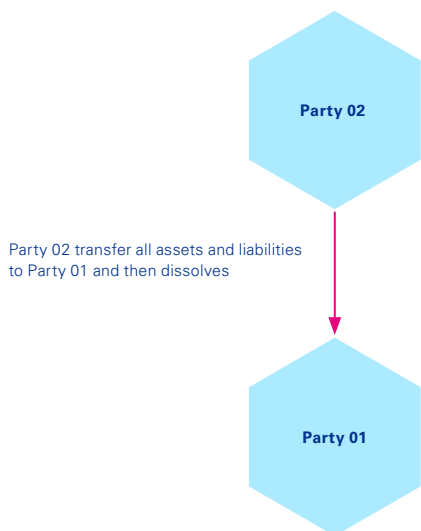 Party 02
Party 02 transfer all assets and liabilities
to Party 01 and then dissolves
Party 01